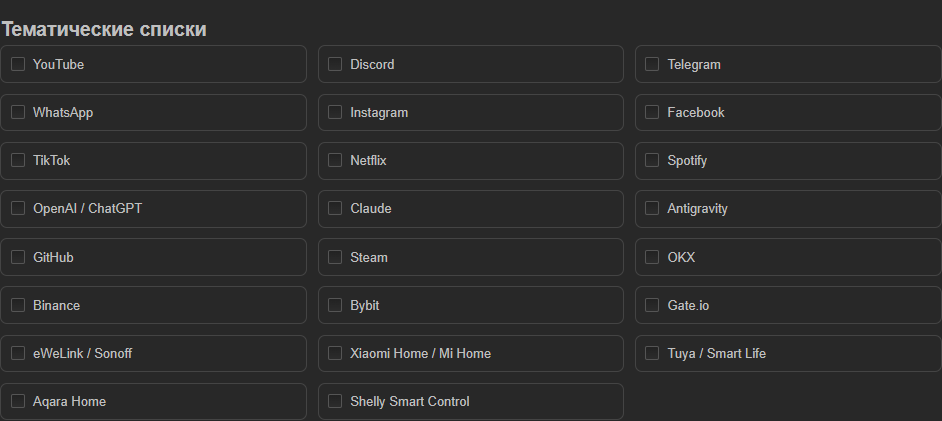 Тематические списки
YouTube
Discord
Telegram
WhatsApp
Instagram
Facebook
TikTok
Netflix
Spotify
OpenAI / ChatGPT
Claude
Antigravity
GitHub
Steam
OKX
Binance
Bybit
Gate.io
eWeLink / Sonoff
Xiaomi Home / Mi Home
Tuya / Smart Life
Aqara Home
Shelly Smart Control